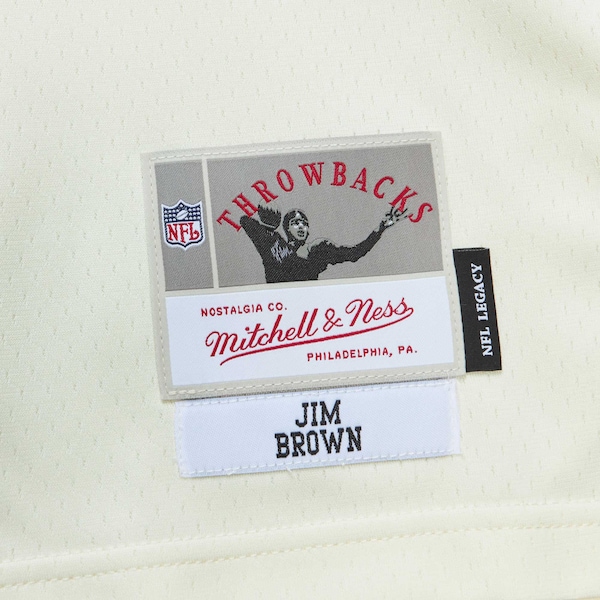 THROWBACKS
NFL
NOSTALGIA CO.
Mitchell & Ness
PHILADELPHIA, PA.
NFL LEGACY
JIM
BROWN